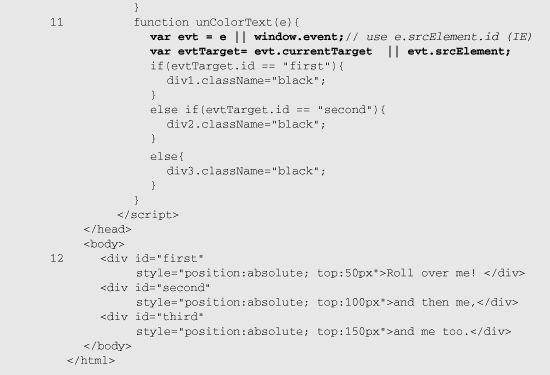 }
11 function unColorText(e){
var evt = e || window.event;// use e.srcElement.id (IE)
var evtTarget= evt.currentTarget || evt.srcElement;
if(evtTarget.id == "first"){
div1.className="black";
}
else if(evtTarget.id == "second"){
div2.className="black";
}
else{
div3.className="black";
}
}
</script>
</head>
<body>
12 <div id="first"
style="position:absolute; top:50px">Roll over me! </div>
<div id="second"
style="position:absolute; top:100px">and then me,</div>
<div id="third"
style="position:absolute; top:150px">and me too.</div>
</body>
</html>